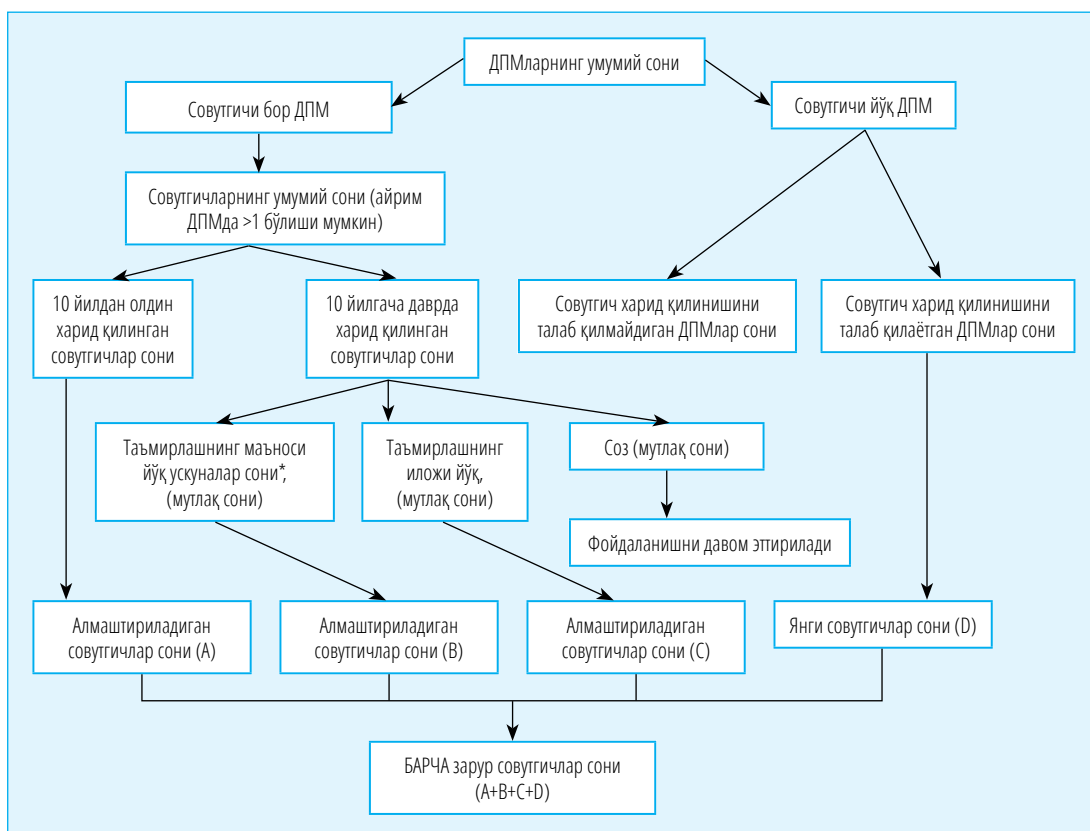 ДПМларнинг умумий сони
Совутгичи бор ДПМ
Совутгичи йўқ ДПМ
Совутгичларнинг умумий сони (айрим
ДПМда >1 бўлиши мумкин)
10 йилдан олдин
харид қилинган
совутгичлар сони
10 йилгача даврда
харид қилинган
совутгичлар сони
Совутгич харид қилинишини
талаб қилмайдиган ДПМлар сони
Совутгич харид қилинишини
талаб қилаётган ДПМлар сони
Таъмирлашнинг маъноси
йўқ ускуналар сони*,
(мутлақ сони)
Таъмирлашнинг
иложи йўқ,
(мутлақ сони)
Соз (мутлақ сони)
Фойдаланишни давом эттирилади
Алмаштириладиган
совутгичлар сони (A)
Алмаштириладиган
совутгичлар сони (B)
Алмаштириладиган
совутгичлар сони (C)
Янги совутгичлар сони (D)
БАРЧА зарур совутгичлар сони
(A+B+C+D)